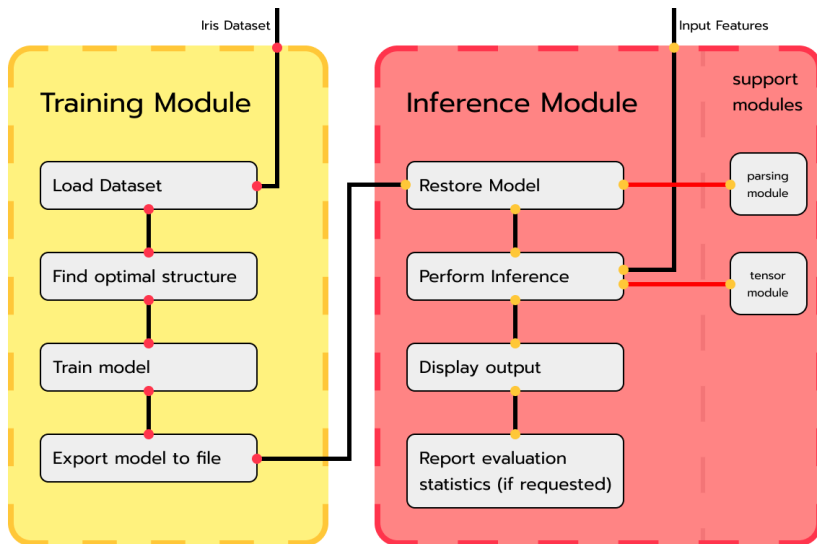 Iris Dataset
Input Features
Training Module
Load Dataset
Find optimal structure
Train model
Export model to file
Inference Module
Restore Model
Perform Inference
Display output
Report evaluation
statistics (if requested)
support
modules
parsing
module
tensor
module